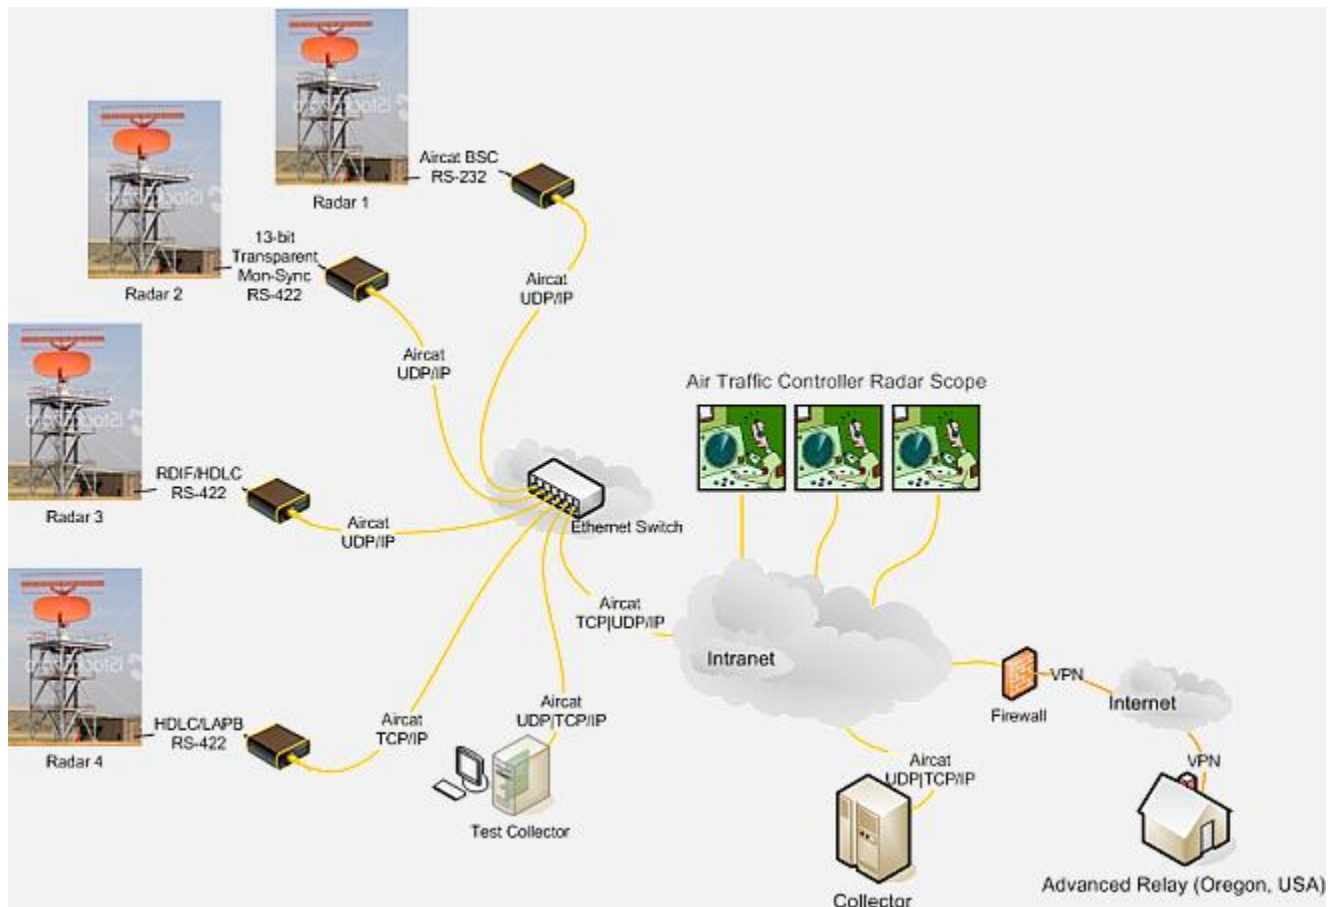 Aircat BSC
RS-232
Radar 1
13-bit
Transparent
Mon-Sync
RS-422
Radar 2
Aircat
UDP/IP
Aircat
UDP/IP
Air Traffic Controller Radar Scope
RDIF/HDLC
RS-422
Radar 3
Aircat
UDP/IP
Ethernet Switch
Aircat
TCP|UDP/IP
Intranet
VPN
Internet
Firewall
HDLC/LAPB
RS-422
Radar 4
Aircat
TCP/IP
Aircat
UDP|TCP/IP
Test Collector
Aircat
UDP|TCP/IP
VPN
Collector
Advanced Relay (Oregon, USA)